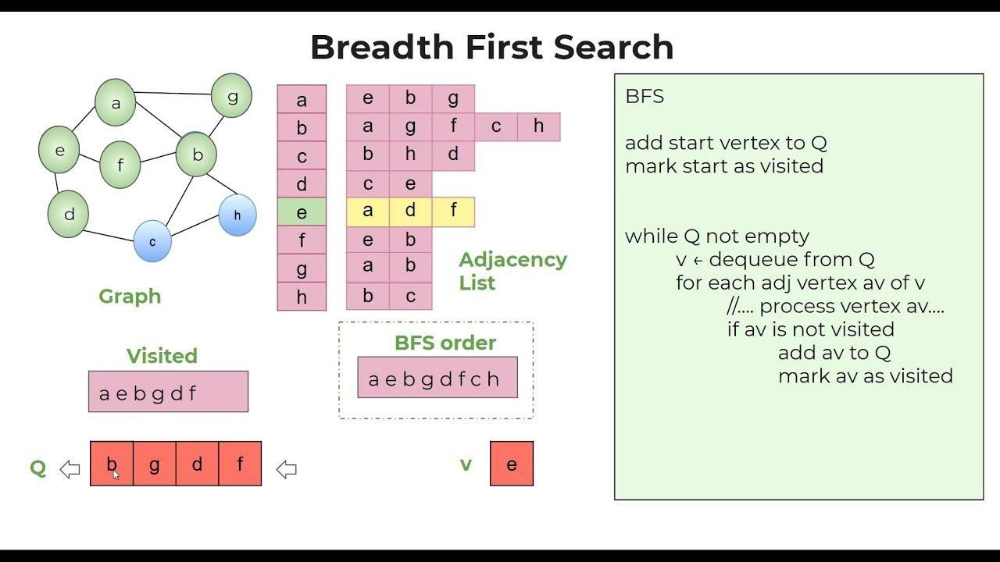 Breadth First Search
a
g
e
f
b
d
c
h
Graph
a
b
c
d
e
f
g
h
e b g
a g f c h
b h d
c e
a d f
e b
a b
b c
Adjacency
List
Visited
a e b g d f
BFS order
a e b g d f c h
Q
b g d f
v
e
BFS
add start vertex to Q
mark start as visited
while Q not empty
v ← dequeue from Q
for each adj vertex av of v
//.... process vertex av....
if av is not visited
add av to Q
mark av as visited